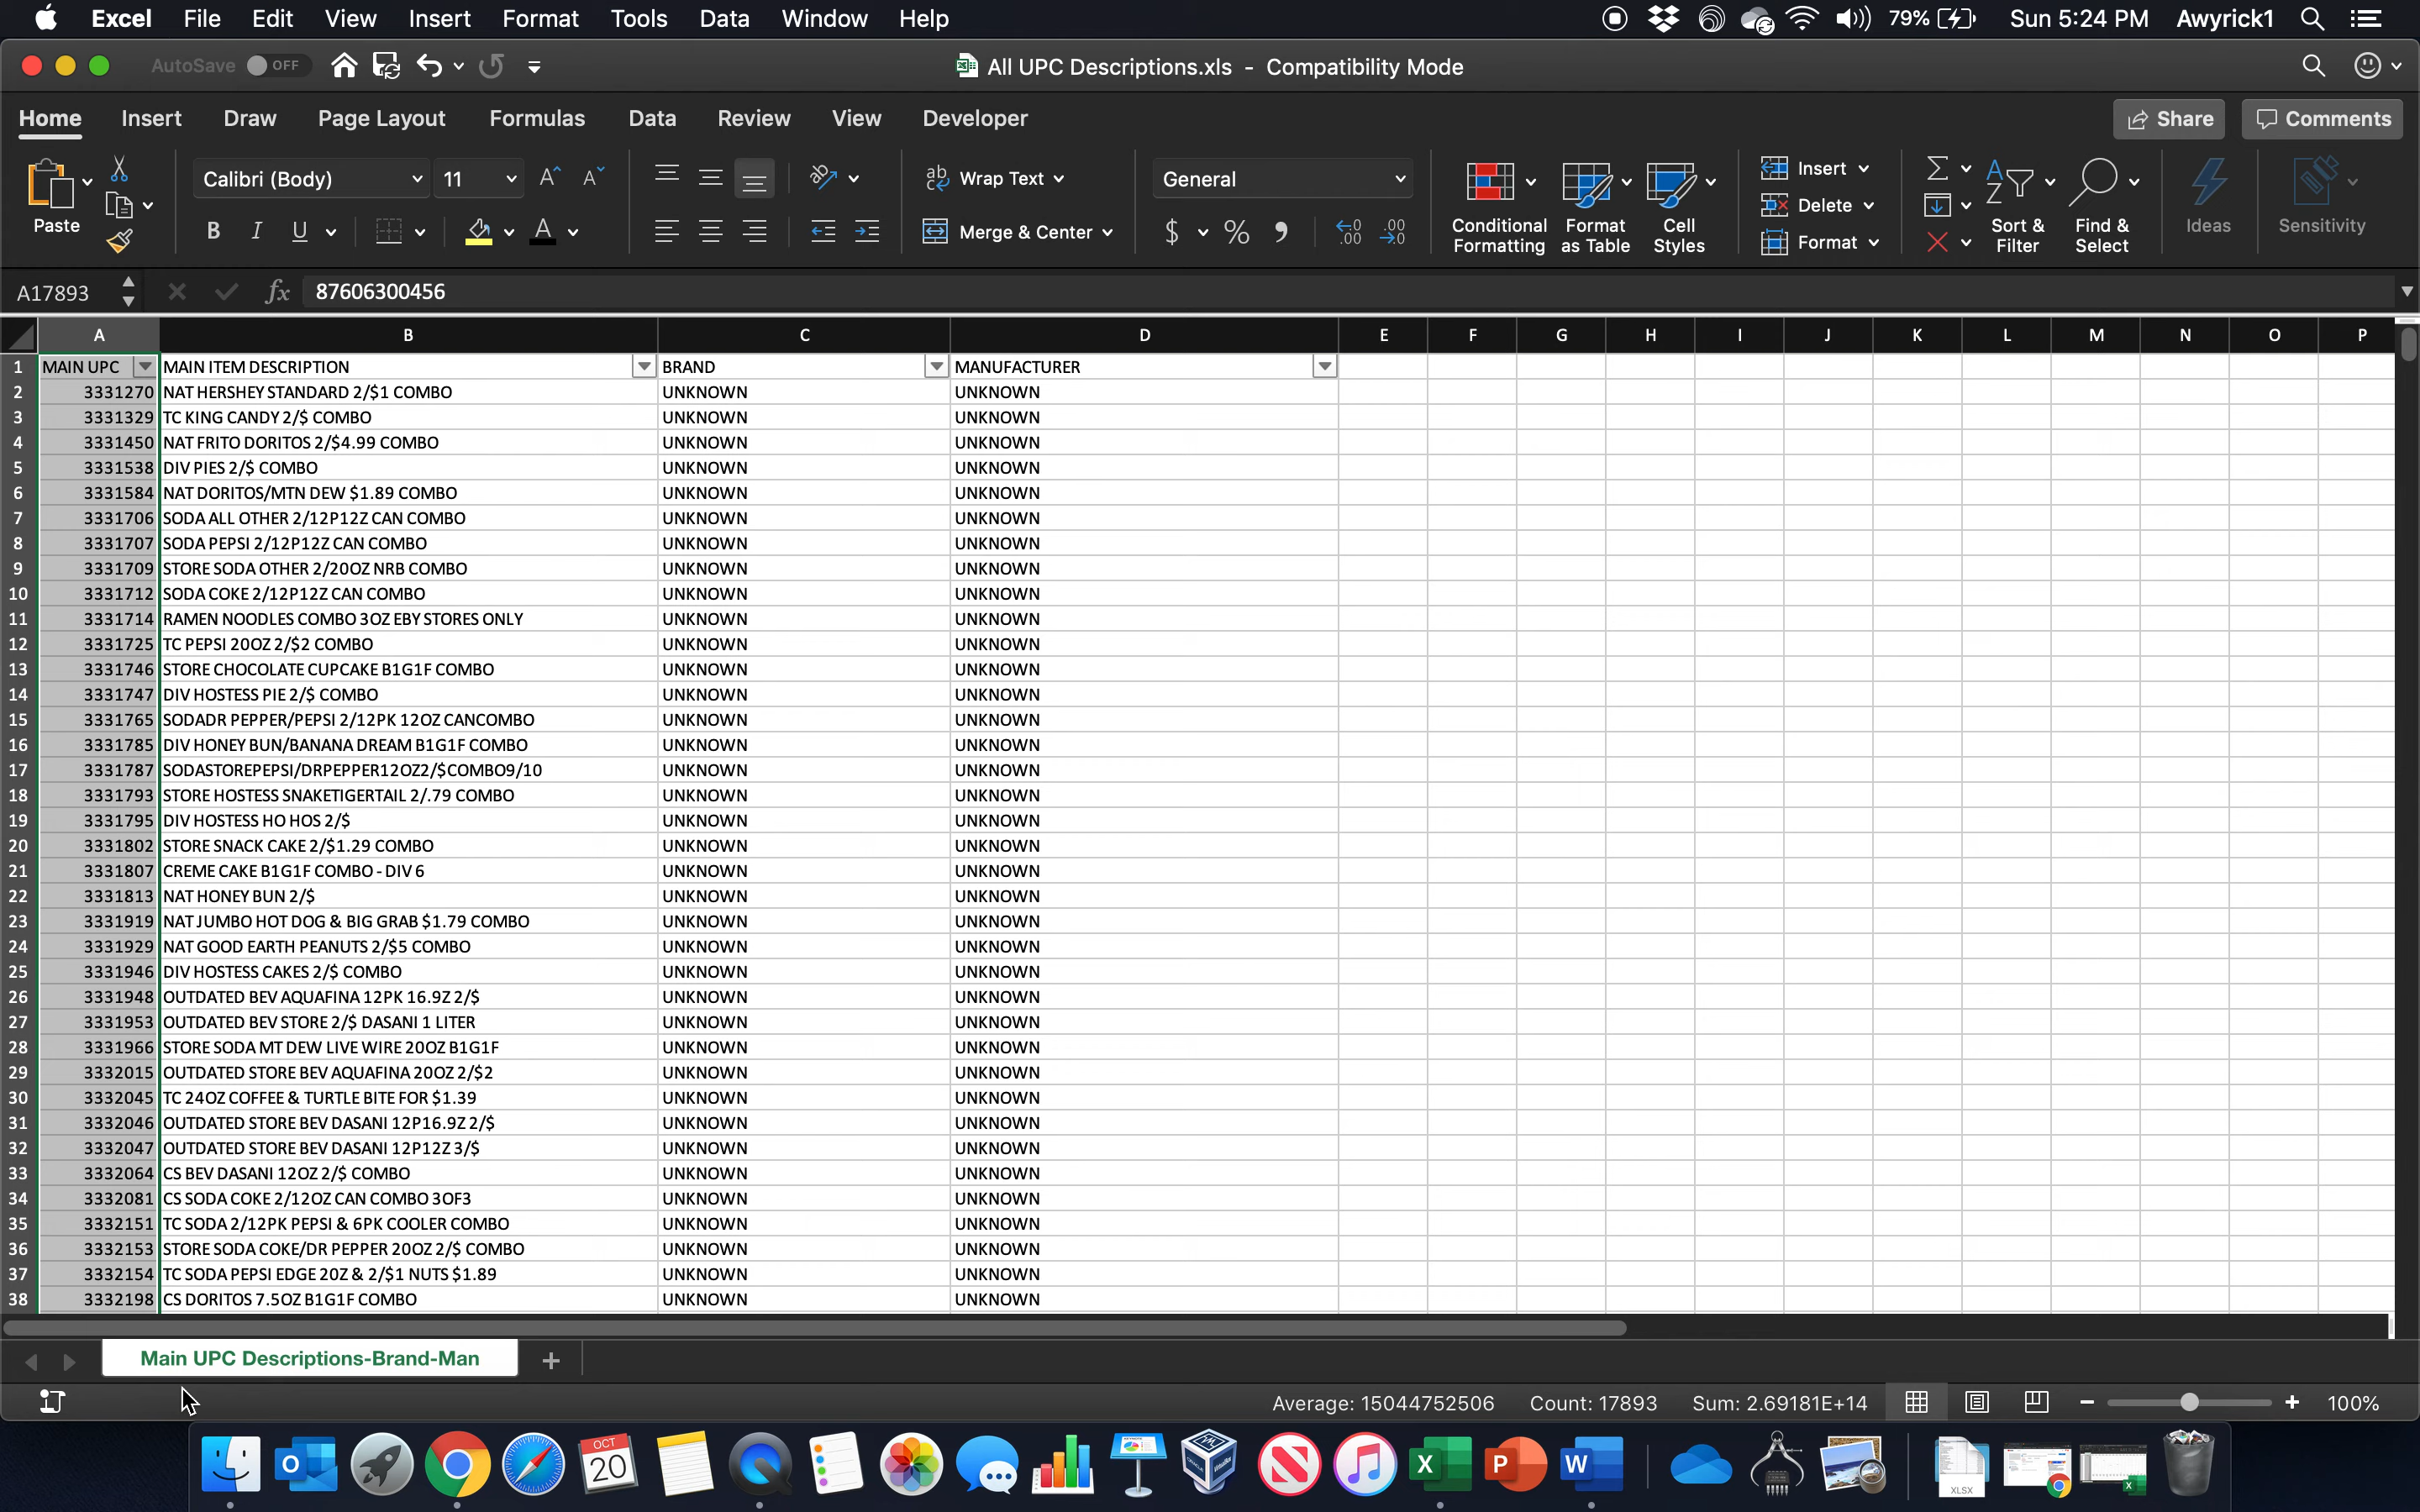 Excel File Edit View Insert Format Tools Data Window Help 79% Sun 5:24 PM Awyrick1
AutoSave OFF All UPC Descriptions.xls - Compatibility Mode
Home Insert Draw Page Layout Formulas Data Review View Developer Share Comments
Paste Calibri (Body) 11 Wrap Text General Insert
Delete
B I U A Merge & Center $ % Conditional Formatting Format as Table Cell Styles Format Sort & Filter Find & Select Ideas Sensitivity
A17893 fx 87606300456
A B C D E F G H I J K L M N O P
1 MAIN UPC MAIN ITEM DESCRIPTION BRAND MANUFACTURER
2 3331270 NAT HERSHEY STANDARD 2/$1 COMBO UNKNOWN UNKNOWN
3 3331329 TC KING CANDY 2/$ COMBO UNKNOWN UNKNOWN
4 3331450 NAT FRITO DORITOS 2/$4.99 COMBO UNKNOWN UNKNOWN
5 3331538 DIV PIES 2/$ COMBO UNKNOWN UNKNOWN
6 3331584 NAT DORITOS/MTN DEW $1.89 COMBO UNKNOWN UNKNOWN
7 3331706 SODA ALL OTHER 2/12P12Z CAN COMBO UNKNOWN UNKNOWN
8 3331707 SODA PEPSI 2/12P12Z CAN COMBO UNKNOWN UNKNOWN
9 3331709 STORE SODA OTHER 2/20OZ NRB COMBO UNKNOWN UNKNOWN
10 3331712 SODA COKE 2/12P12Z CAN COMBO UNKNOWN UNKNOWN
11 3331714 RAMEN NOODLES COMBO 3OZ EBY STORES ONLY UNKNOWN UNKNOWN
12 3331725 TC PEPSI 20OZ 2/$2 COMBO UNKNOWN UNKNOWN
13 3331746 STORE CHOCOLATE CUPCAKE B1G1F COMBO UNKNOWN UNKNOWN
14 3331747 DIV HOSTESS PIE 2/$ COMBO UNKNOWN UNKNOWN
15 3331765 SODADR PEPPER/PEPSI 2/12PK 12OZ CANCOMBO UNKNOWN UNKNOWN
16 3331785 DIV HONEY BUN/BANANA DREAM B1G1F COMBO UNKNOWN UNKNOWN
17 3331787 SODASTOREPEPSI/DRPEPPER12OZ2/$COMBO9/10 UNKNOWN UNKNOWN
18 3331793 STORE HOSTESS SNAKETIGERTAIL 2/.79 COMBO UNKNOWN UNKNOWN
19 3331795 DIV HOSTESS HO HOS 2/$ UNKNOWN UNKNOWN
20 3331802 STORE SNACK CAKE 2/$1.29 COMBO UNKNOWN UNKNOWN
21 3331807 CREME CAKE B1G1F COMBO - DIV 6 UNKNOWN UNKNOWN
22 3331813 NAT HONEY BUN 2/$ UNKNOWN UNKNOWN
23 3331919 NAT JUMBO HOT DOG & BIG GRAB $1.79 COMBO UNKNOWN UNKNOWN
24 3331929 NAT GOOD EARTH PEANUTS 2/$5 COMBO UNKNOWN UNKNOWN
25 3331946 DIV HOSTESS CAKES 2/$ COMBO UNKNOWN UNKNOWN
26 3331948 OUTDATED BEV AQUAFINA 12PK 16.9Z 2/$ UNKNOWN UNKNOWN
27 3331953 OUTDATED BEV STORE 2/$ DASANI 1 LITER UNKNOWN UNKNOWN
28 3331966 STORE SODA MT DEW LIVE WIRE 20OZ B1G1F UNKNOWN UNKNOWN
29 3332015 OUTDATED STORE BEV AQUAFINA 20OZ 2/$2 UNKNOWN UNKNOWN
30 3332045 TC 24OZ COFFEE & TURTLE BITE FOR $1.39 UNKNOWN UNKNOWN
31 3332046 OUTDATED STORE BEV DASANI 12P16.9Z 2/$ UNKNOWN UNKNOWN
32 3332047 OUTDATED STORE BEV DASANI 12P12Z 3/$ UNKNOWN UNKNOWN
33 3332064 CS BEV DASANI 12OZ 2/$ COMBO UNKNOWN UNKNOWN
34 3332081 CS SODA COKE 2/12OZ CAN COMBO 3OF3 UNKNOWN UNKNOWN
35 3332151 TC SODA 2/12PK PEPSI & 6PK COOLER COMBO UNKNOWN UNKNOWN
36 3332153 STORE SODA COKE/DR PEPPER 20OZ 2/$ COMBO UNKNOWN UNKNOWN
37 3332154 TC SODA PEPSI EDGE 20Z & 2/$1 NUTS $1.89 UNKNOWN UNKNOWN
38 3332198 CS DORITOS 7.5OZ B1G1F COMBO UNKNOWN UNKNOWN
Main UPC Descriptions-Brand-Man
Average: 15044752506 Count: 17893 Sum: 2.69181E+14 100%
OCT
20
XLSX